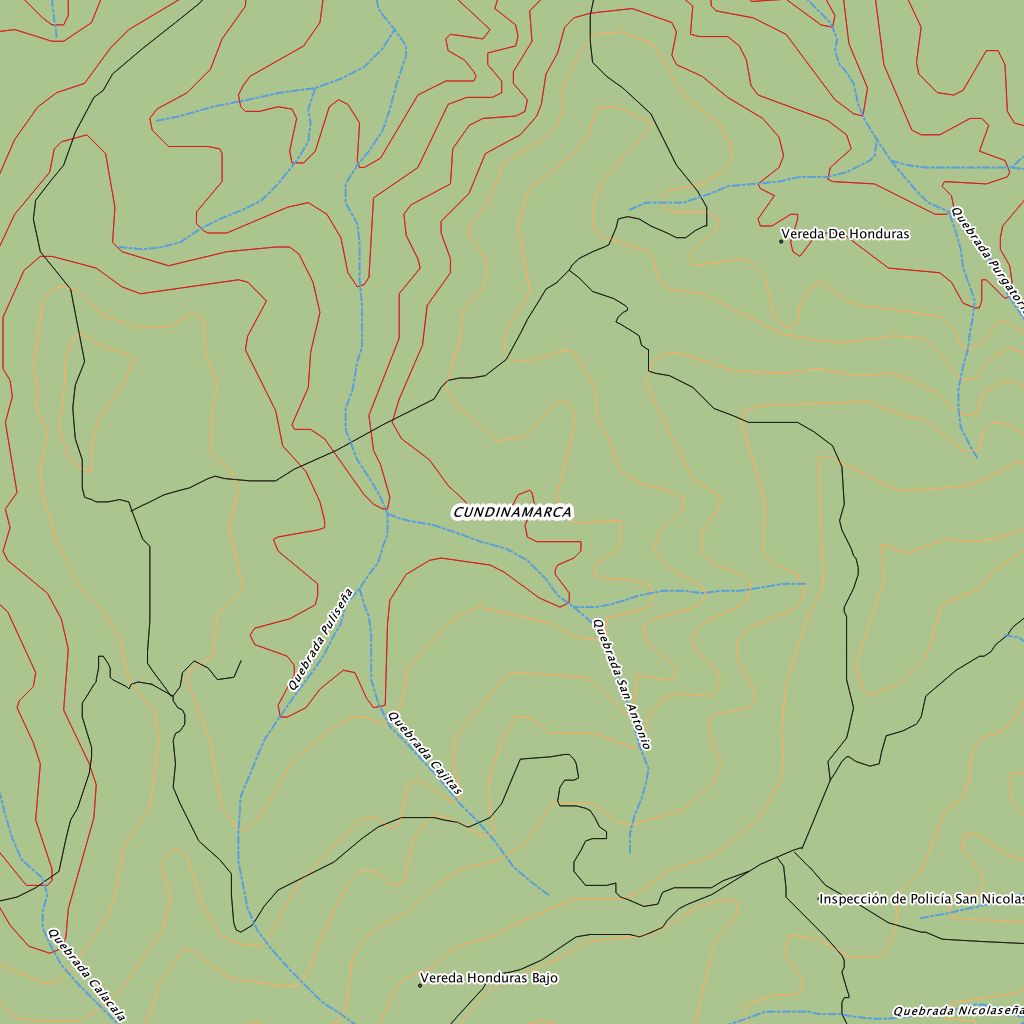 Vereda De Honduras
Quebrada Purgatorio
CUNDINAMARCA
Quebrada Puliseña
Quebrada San Antonio
Quebrada Cajitas
Inspección de Policía San Nicolas
Quebrada Calacala
Vereda Honduras Bajo
Quebrada Nicolaseña